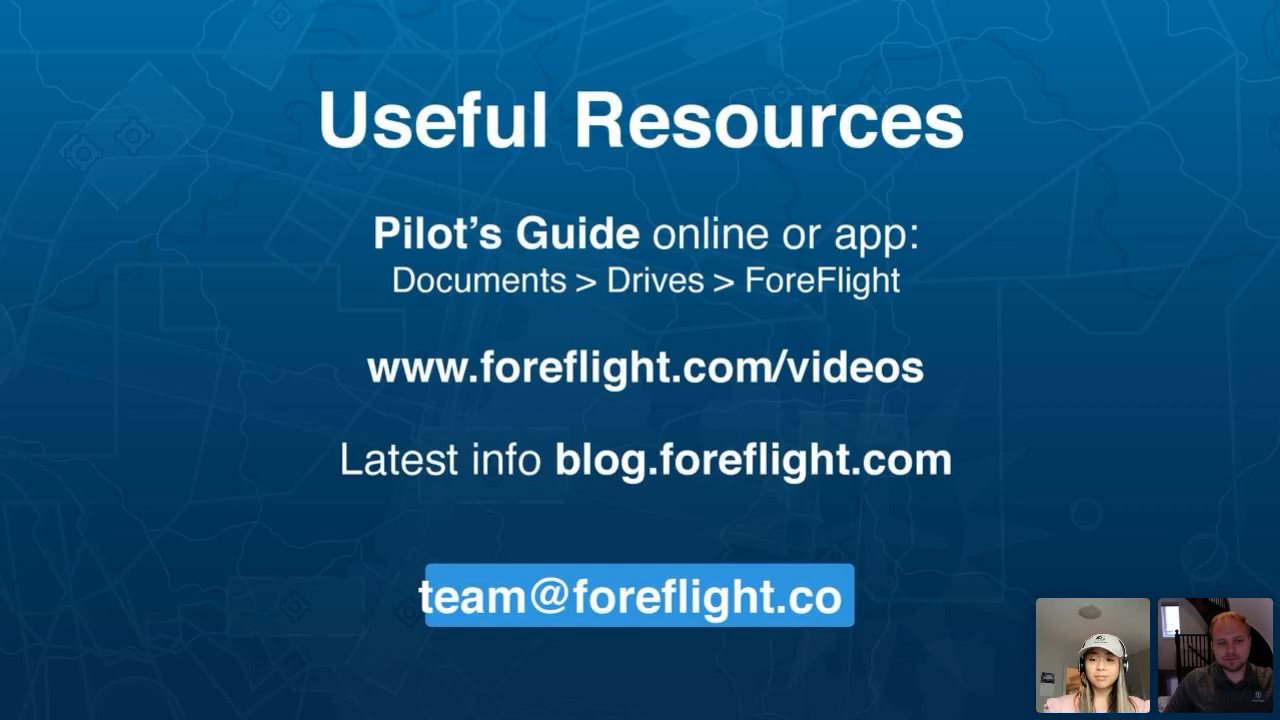 Useful Resources
Pilot’s Guide online or app:
Documents > Drives > ForeFlight
www.foreflight.com/videos
Latest info blog.foreflight.com
team@foreflight.co